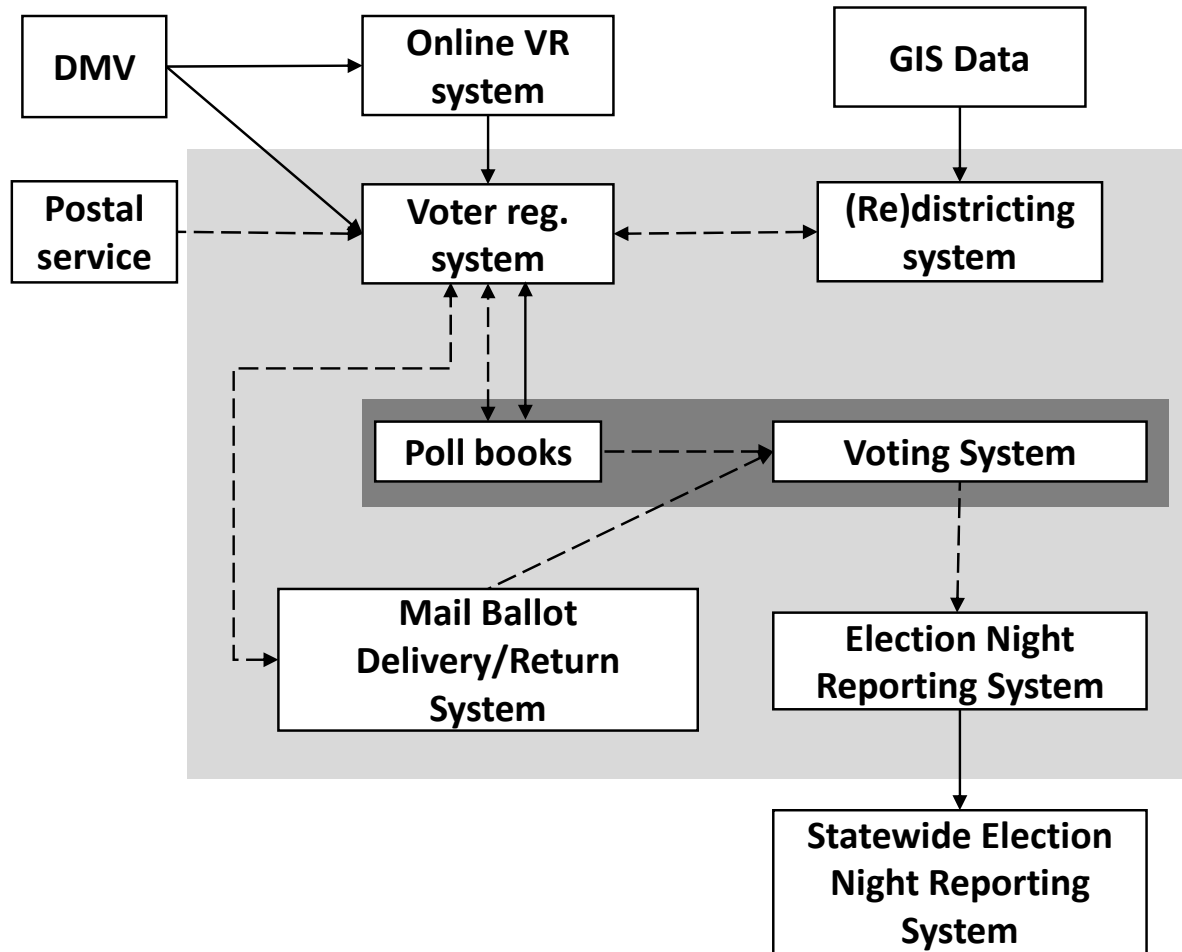 DMV
Online VR
system
GIS Data
Postal
service
Voter reg.
system
(Re)districting
system
Poll books
Voting System
Mail Ballot
Delivery/Return
System
Election Night
Reporting System
Statewide Election
Night Reporting
System